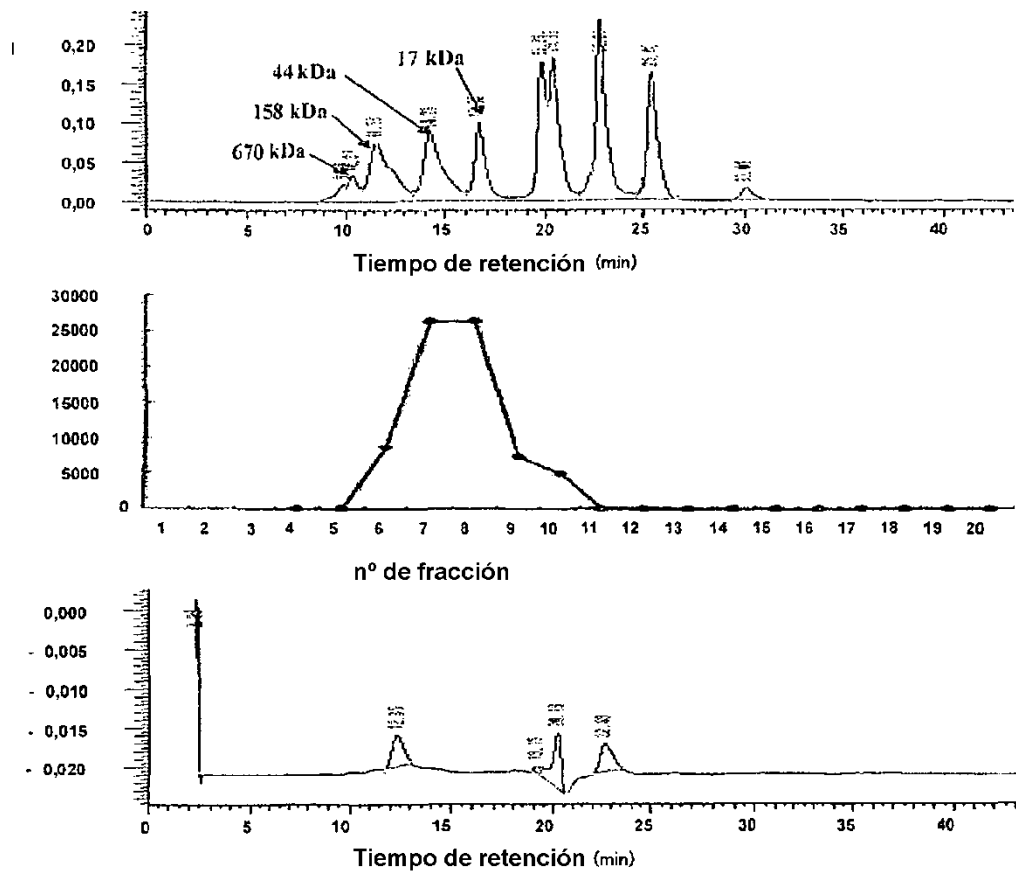 0,20
0,15
0,10
0,05
0,00
670 kDa
158 kDa
44 kDa
17 kDa
0 5 10 15 20 25 30 35 40
Tiempo de retención (min)
30000
25000
20000
15000
10000
5000
0
1 2 3 4 5 6 7 8 9 10 11 12 13 14 15 16 17 18 19 20
nº de fracción
0,000
- 0,005
- 0,010
- 0,015
- 0,020
0 5 10 15 20 25 30 35 40
Tiempo de retención (min)